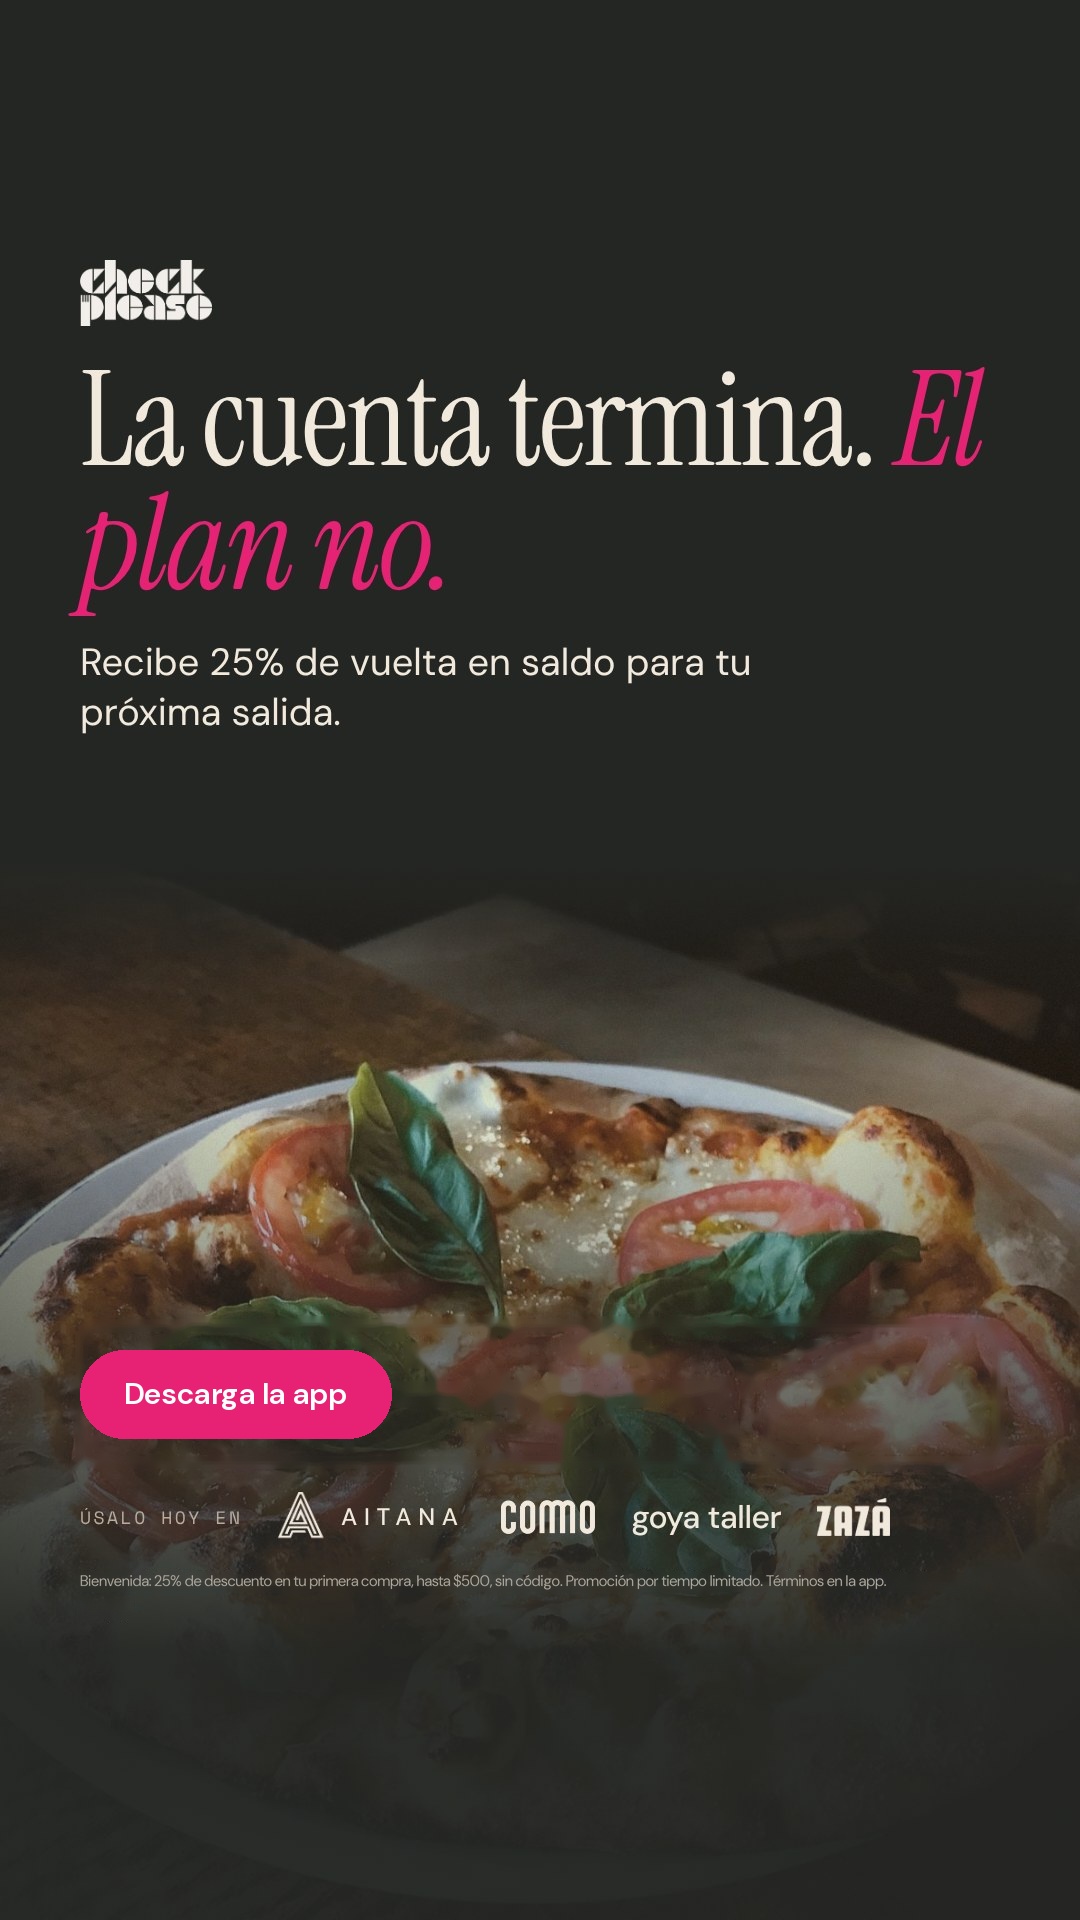 check
please
La cuenta termina. El
plan no.
Recibe 25% de vuelta en saldo para tu
próxima salida.
Descarga la app
ÚSALO HOY EN AITANA COMO goya taller ZAZÁ
Bienvenida: 25% de descuento en tu primera compra, hasta $500, sin código. Promoción por tiempo limitado. Términos en la app.